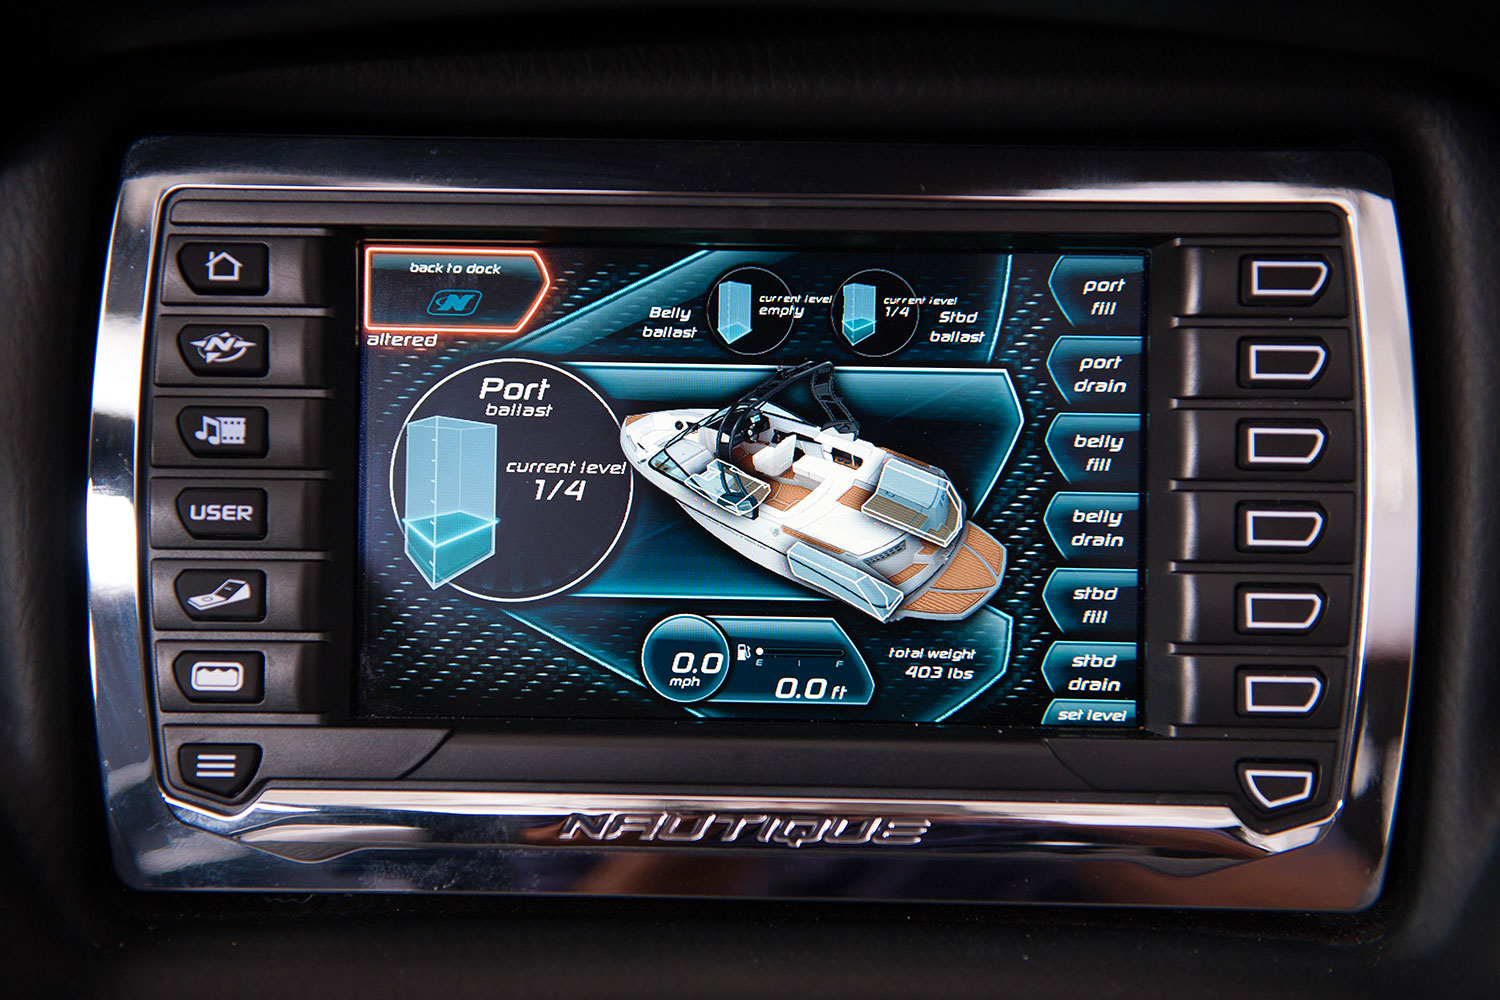 back to dock
N
altered
Belly
ballast
current level
empty
current level
1/4
Stbd
ballast
Port
ballast
current level
1/4
0.0
mph
E I F
0.0 ft
total weight
403 lbs
port
fill
port
drain
belly
fill
belly
drain
stbd
fill
stbd
drain
set level
N
USER
NAUTIQUE